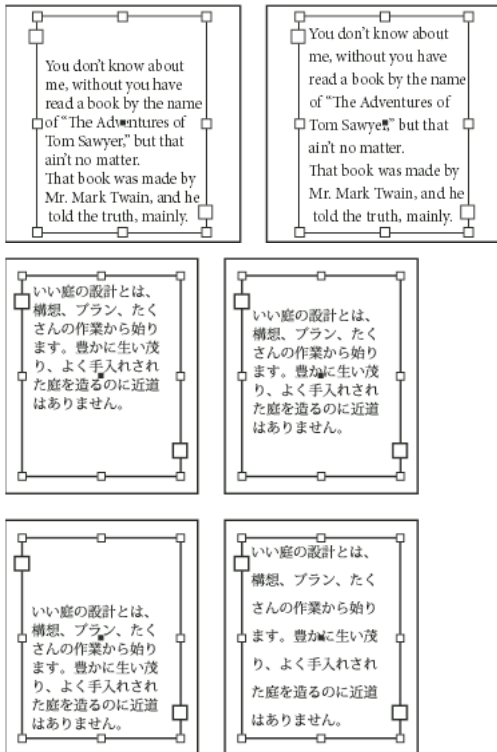 You don't know about
me, without you have
read a book by the name
of “The Adventures of
Tom Sawyer,” but that
ain't no matter.
That book was made by
Mr. Mark Twain, and he
told the truth, mainly.
You don't know about
me, without you have
read a book by the name
of “The Adventures of
Tom Sawyer,” but that
ain't no matter.
That book was made by
Mr. Mark Twain, and he
told the truth, mainly.
いい庭の設計とは、
構想、プラン、たく
さんの作業から始り
ます。豊かに生い茂
り、よく手入れされ
た庭を造るのに近道
はありません。
いい庭の設計とは、
構想、プラン、たく
さんの作業から始り
ます。豊かに生い茂
り、よく手入れされ
た庭を造るのに近道
はありません。
いい庭の設計とは、
構想、プラン、たく
さんの作業から始り
ます。豊かに生い茂
り、よく手入れされ
た庭を造るのに近道
はありません。
いい庭の設計とは、
構想、プラン、たく
さんの作業から始り
ます。豊かに生い茂
り、よく手入れされ
た庭を造るのに近道
はありません。